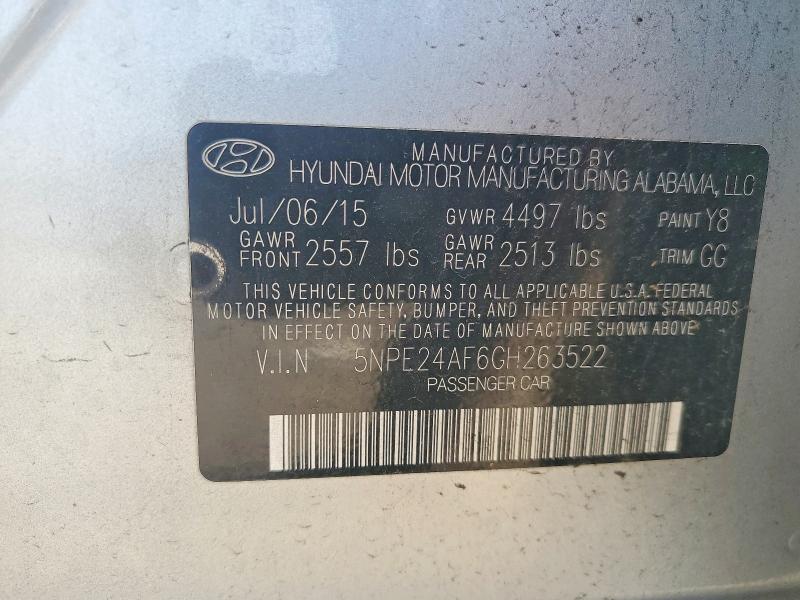 MANUFACTURED BY
HYUNDAI MOTOR MANUFACTURING ALABAMA, LLC
Jul/06/15 GVWR 4497 lbs PAINT Y8
GAWR FRONT 2557 lbs GAWR REAR 2513 lbs TRIM GG
THIS VEHICLE CONFORMS TO ALL APPLICABLE U.S.A. FEDERAL
MOTOR VEHICLE SAFETY, BUMPER, AND THEFT PREVENTION STANDARDS
IN EFFECT ON THE DATE OF MANUFACTURE SHOWN ABOVE
V.I.N 5NPE24AF6GH263522
PASSENGER CAR